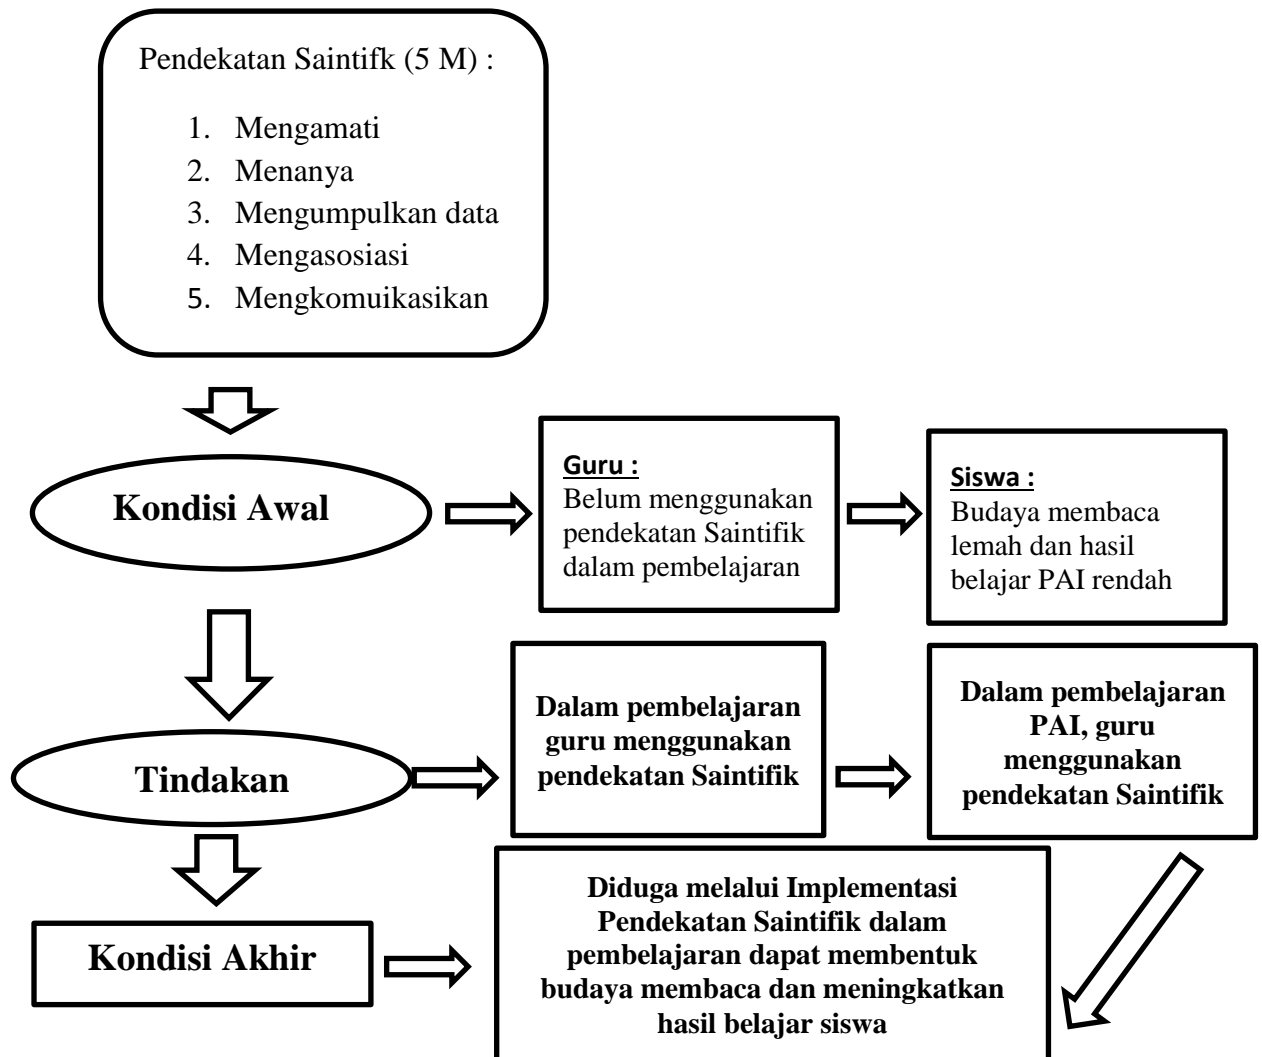 Pendekatan Saintifk (5 M) :
1. Mengamati
2. Menanya
3. Mengumpulkan data
4. Mengasosiasi
5. Mengkomuikasikan
Kondisi Awal
Guru :
Belum menggunakan
pendekatan Saintifik
dalam pembelajaran
Siswa :
Budaya membaca
lemah dan hasil
belajar PAI rendah
Tindakan
Dalam pembelajaran
guru menggunakan
pendekatan Saintifik
Dalam pembelajaran
PAI, guru
menggunakan
pendekatan Saintifik
Kondisi Akhir
Diduga melalui Implementasi
Pendekatan Saintifik dalam
pembelajaran dapat membentuk
budaya membaca dan meningkatkan
hasil belajar siswa